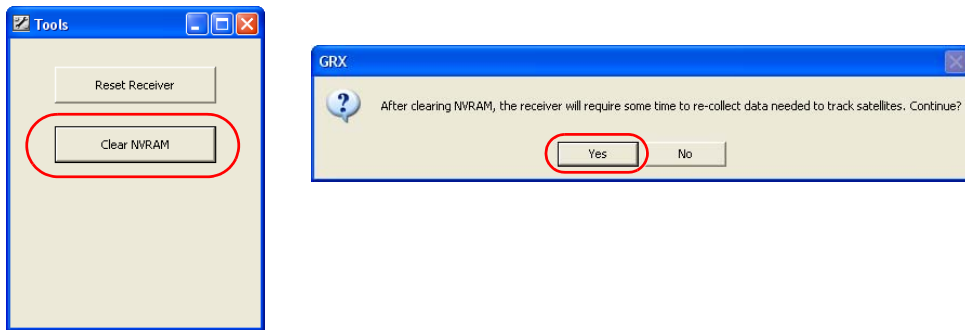 Tools
Reset Receiver
Clear NVRAM
GRX
After clearing NVRAM, the receiver will require some time to re-collect data needed to track satellites. Continue?
Yes No